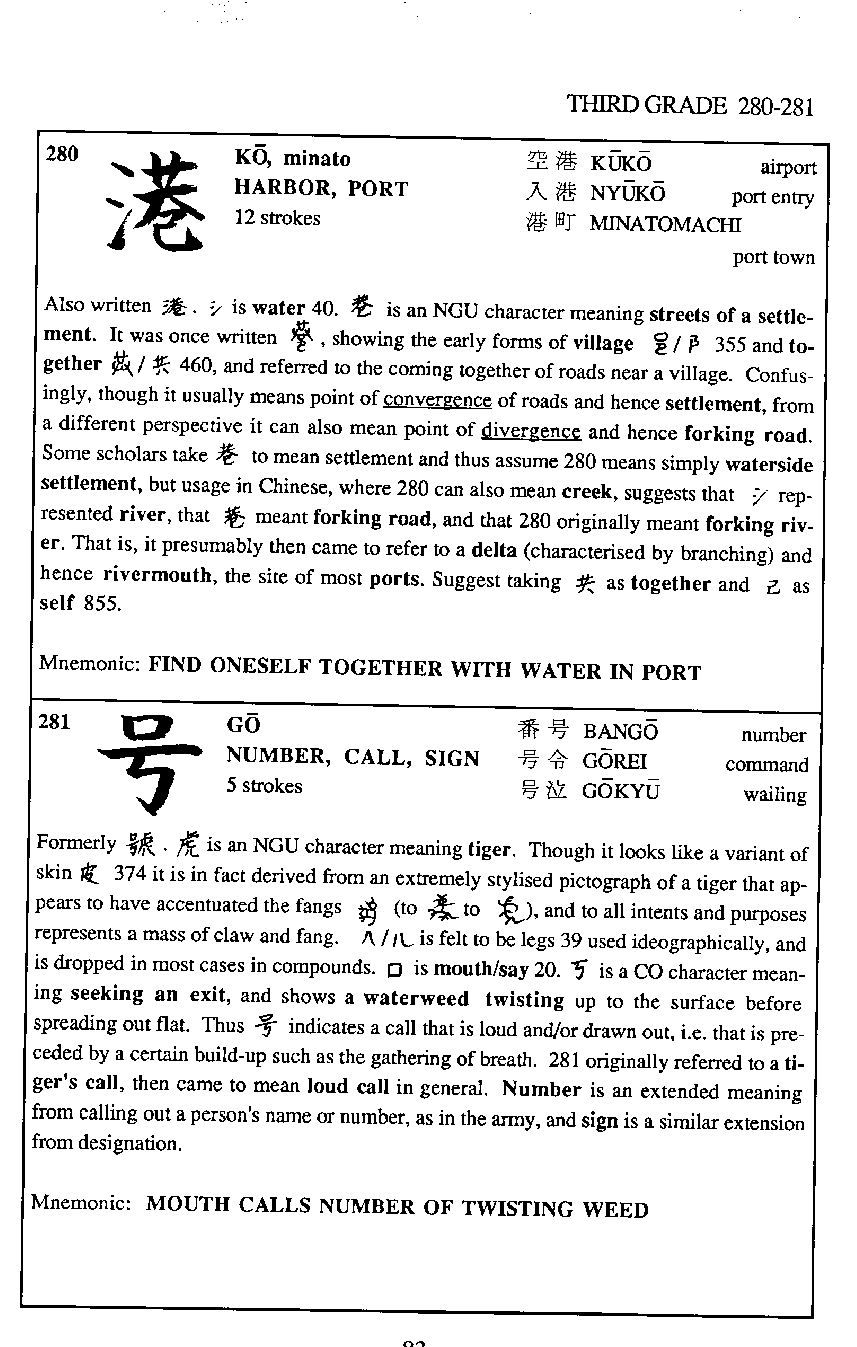 THIRD GRADE 280-281
280 港 KŌ, minato 空港 KŪKŌ airport
HARBOR, PORT 入港 NYŪKŌ port entry
12 strokes 港町 MINATOMACHI
port town
Also written 港. 氵 is water 40. 巷 is an NGU character meaning streets of a settle-
ment. It was once written , showing the early forms of village 邑/阝 355 and to-
gether / 共 460, and referred to the coming together of roads near a village. Confus-
ingly, though it usually means point of convergence of roads and hence settlement, from
a different perspective it can also mean point of divergence and hence forking road.
Some scholars take 巷 to mean settlement and thus assume 280 means simply waterside
settlement, but usage in Chinese, where 280 can also mean creek, suggests that 氵 rep-
resented river, that 巷 meant forking road, and that 280 originally meant forking riv-
er. That is, it presumably then came to refer to a delta (characterised by branching) and
hence rivermouth, the site of most ports. Suggest taking 共 as together and 己 as
self 855.
Mnemonic: FIND ONESELF TOGETHER WITH WATER IN PORT
281 号 GŌ 番号 BANGŌ number
NUMBER, CALL, SIGN 号令 GŌREI command
5 strokes 号泣 GŌKYŪ wailing
Formerly 號. 虎 is an NGU character meaning tiger. Though it looks like a variant of
skin 皮 374 it is in fact derived from an extremely stylised pictograph of a tiger that ap-
pears to have accentuated the fangs (to to ), and to all intents and purposes
represents a mass of claw and fang. 八/儿 is felt to be legs 39 used ideographically, and
is dropped in most cases in compounds. 口 is mouth/say 20. 丂 is a CO character mean-
ing seeking an exit, and shows a waterweed twisting up to the surface before
spreading out flat. Thus 号 indicates a call that is loud and/or drawn out, i.e. that is pre-
ceded by a certain build-up such as the gathering of breath. 281 originally referred to a ti-
ger's call, then came to mean loud call in general. Number is an extended meaning
from calling out a person's name or number, as in the army, and sign is a similar extension
from designation.
Mnemonic: MOUTH CALLS NUMBER OF TWISTING WEED